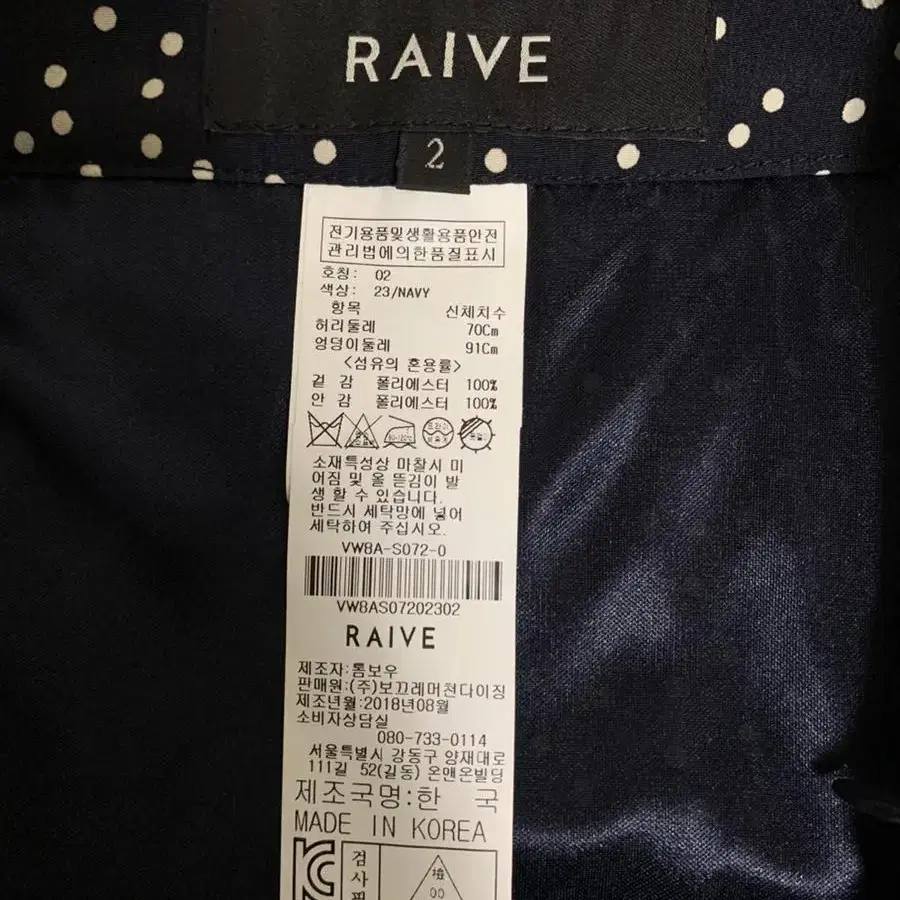 RAIVE
2
전기용품및생활용품안전
관리법에의한품질표시
호칭: 02
색상: 23/NAVY
항목 신체치수
허리둘레 70Cm
엉덩이둘레 91Cm
<섬유의 혼용률>
겉 감 폴리에스터 100%
안 감 폴리에스터 100%
소재특성상 마찰시 미
어짐 및 올 뜯김이 발
생 할 수 있습니다.
반드시 세탁망에 넣어
세탁하여 주십시오.
VW8A-S072-0
VW8AS07202302
RAIVE
제조자:톰보우
판매원:(주)보끄레머천다이징
제조년월:2018년08월
소비자상담실
080-733-0114
서울특별시 강동구 양재대로
111길 52(길동) 온맨온빌딩
제조국명:한 국
MADE IN KOREA
검
사
檢
00